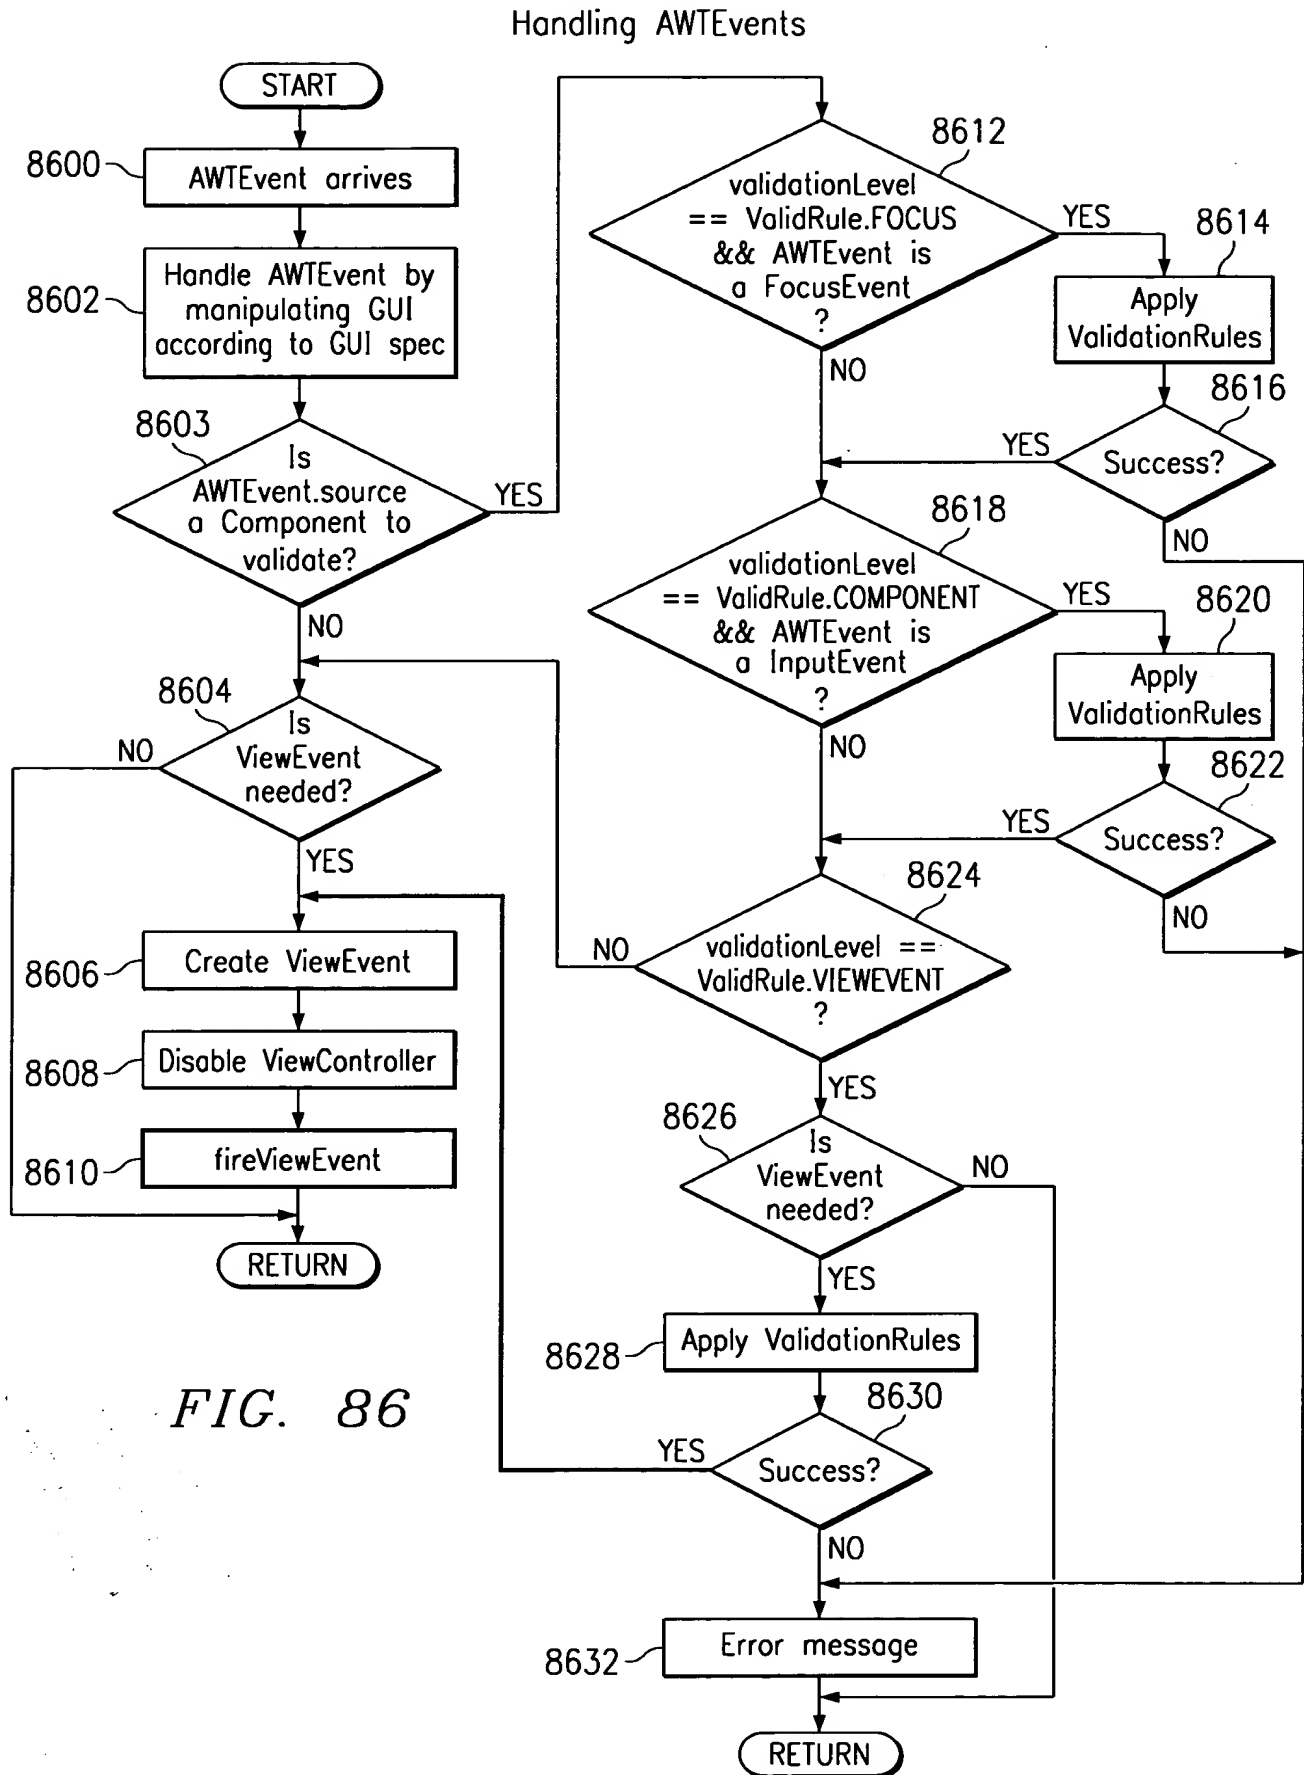 Handling AWTEvents
START
8600
AWTEvent arrives
8602
Handle AWTEvent by
manipulating GUI
according to GUI spec
8603
Is
AWTEvent.source
a Component to
validate?
YES
NO
8604
Is
ViewEvent
needed?
NO
YES
8606
Create ViewEvent
8608
Disable ViewController
8610
fireViewEvent
RETURN
8612
validationLevel
== ValidRule.FOCUS
&& AWTEvent is
a FocusEvent
?
YES
NO
8614
Apply
ValidationRules
8616
Success?
YES
NO
8618
validationLevel
== ValidRule.COMPONENT
&& AWTEvent is
a InputEvent
?
YES
NO
8620
Apply
ValidationRules
8622
Success?
YES
NO
8624
validationLevel ==
ValidRule.VIEWEVENT
?
NO
YES
8626
Is
ViewEvent
needed?
NO
YES
8628
Apply ValidationRules
8630
Success?
YES
NO
8632
Error message
RETURN
FIG. 86